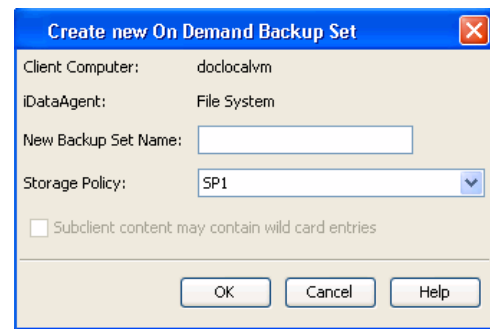 Create new On Demand Backup Set
Client Computer: doclocalvm
iDataAgent: File System
New Backup Set Name:
Storage Policy: SP1
Subclient content may contain wild card entries
OK Cancel Help